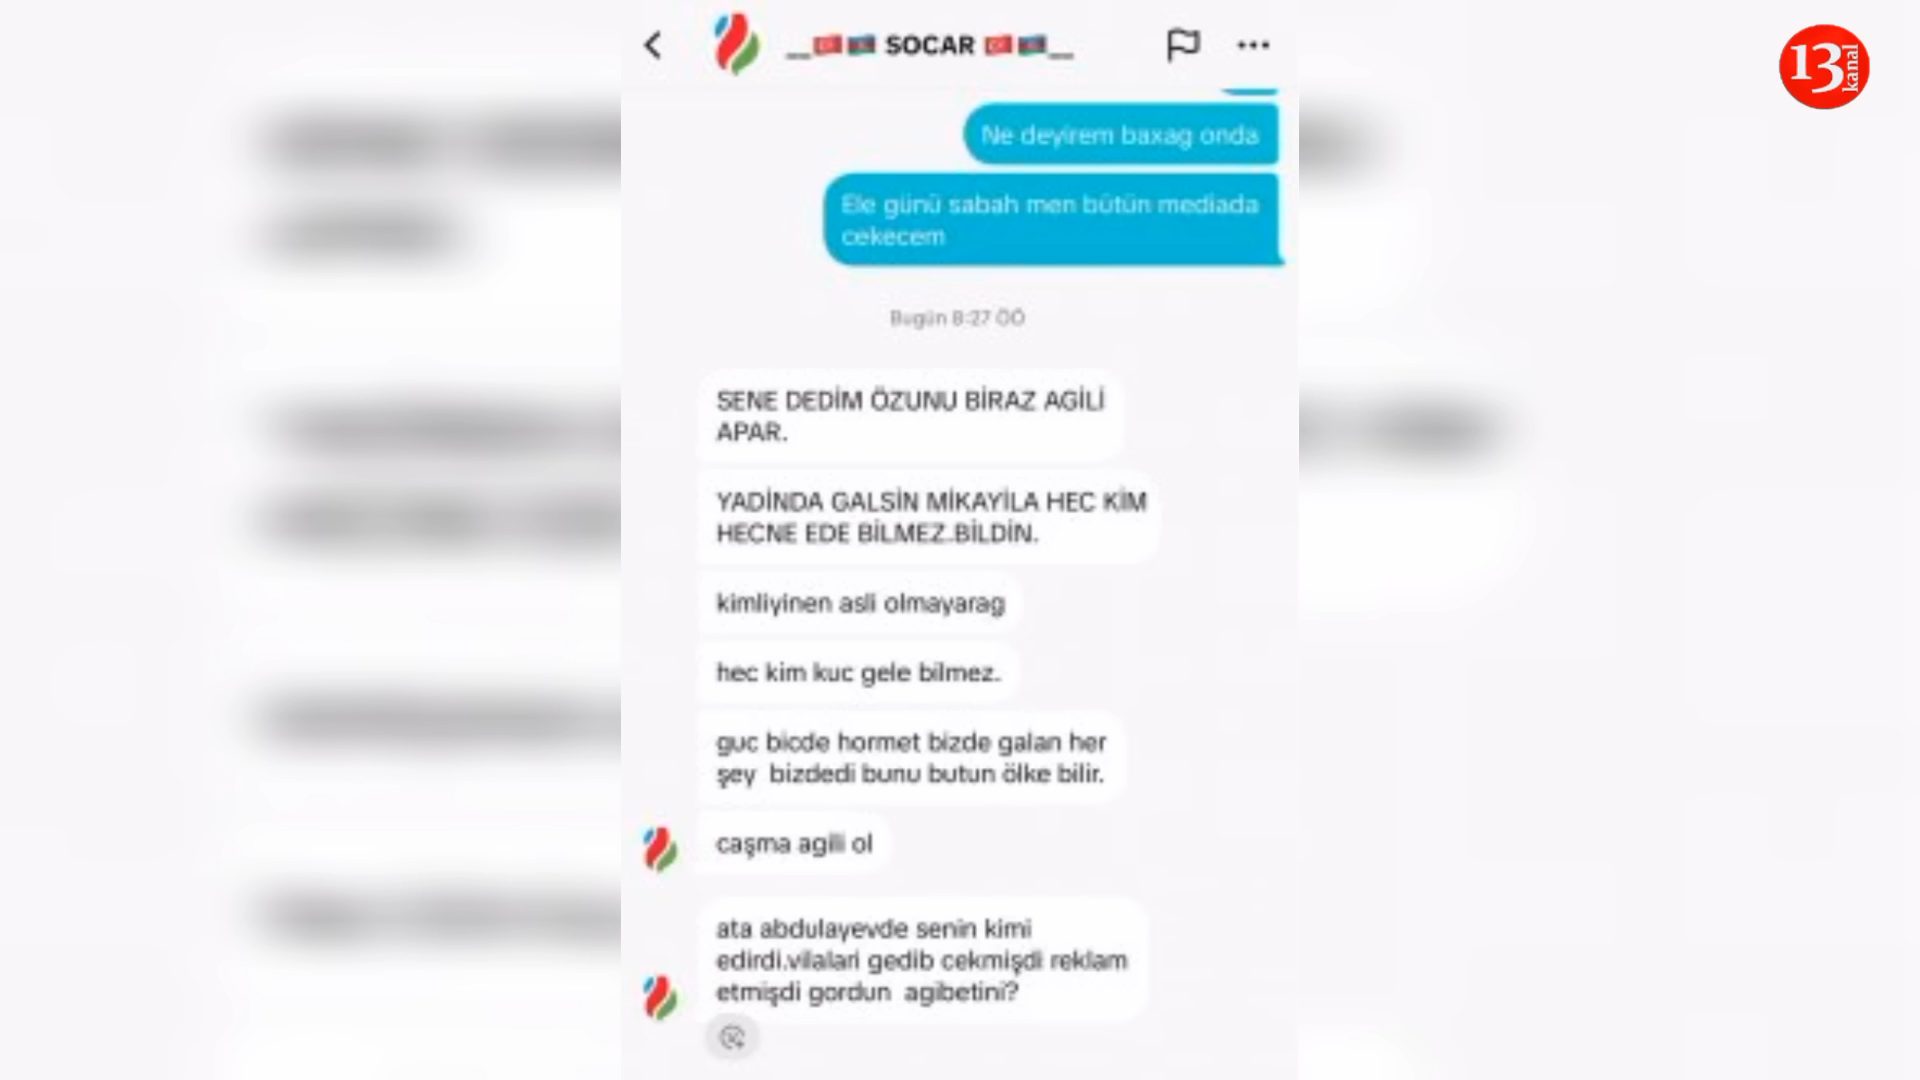 __🇹🇷🇦🇿 SOCAR 🇹🇷🇦🇿__
13 kanal
Ne deyirem baxag onda
Ele günü sabah men bütün mediada
cekecem
Bugün 8:27 ÖÖ
SENE DEDİM ÖZUNU BİRAZ AGİLİ
APAR.
YADİNDA GALSİN MİKAYİLA HEC KİM
HECNE EDE BİLMEZ.BİLDİN.
kimliyinen asli olmayarag
hec kim kuc gele bilmez.
guc bicde hormet bizde galan her
şey bizdedi bunu butun ölke bilir.
caşma agili ol
ata abdulayevde senin kimi
edirdi.vilalari gedib cekmişdi reklam
etmişdi gordun agibetini?